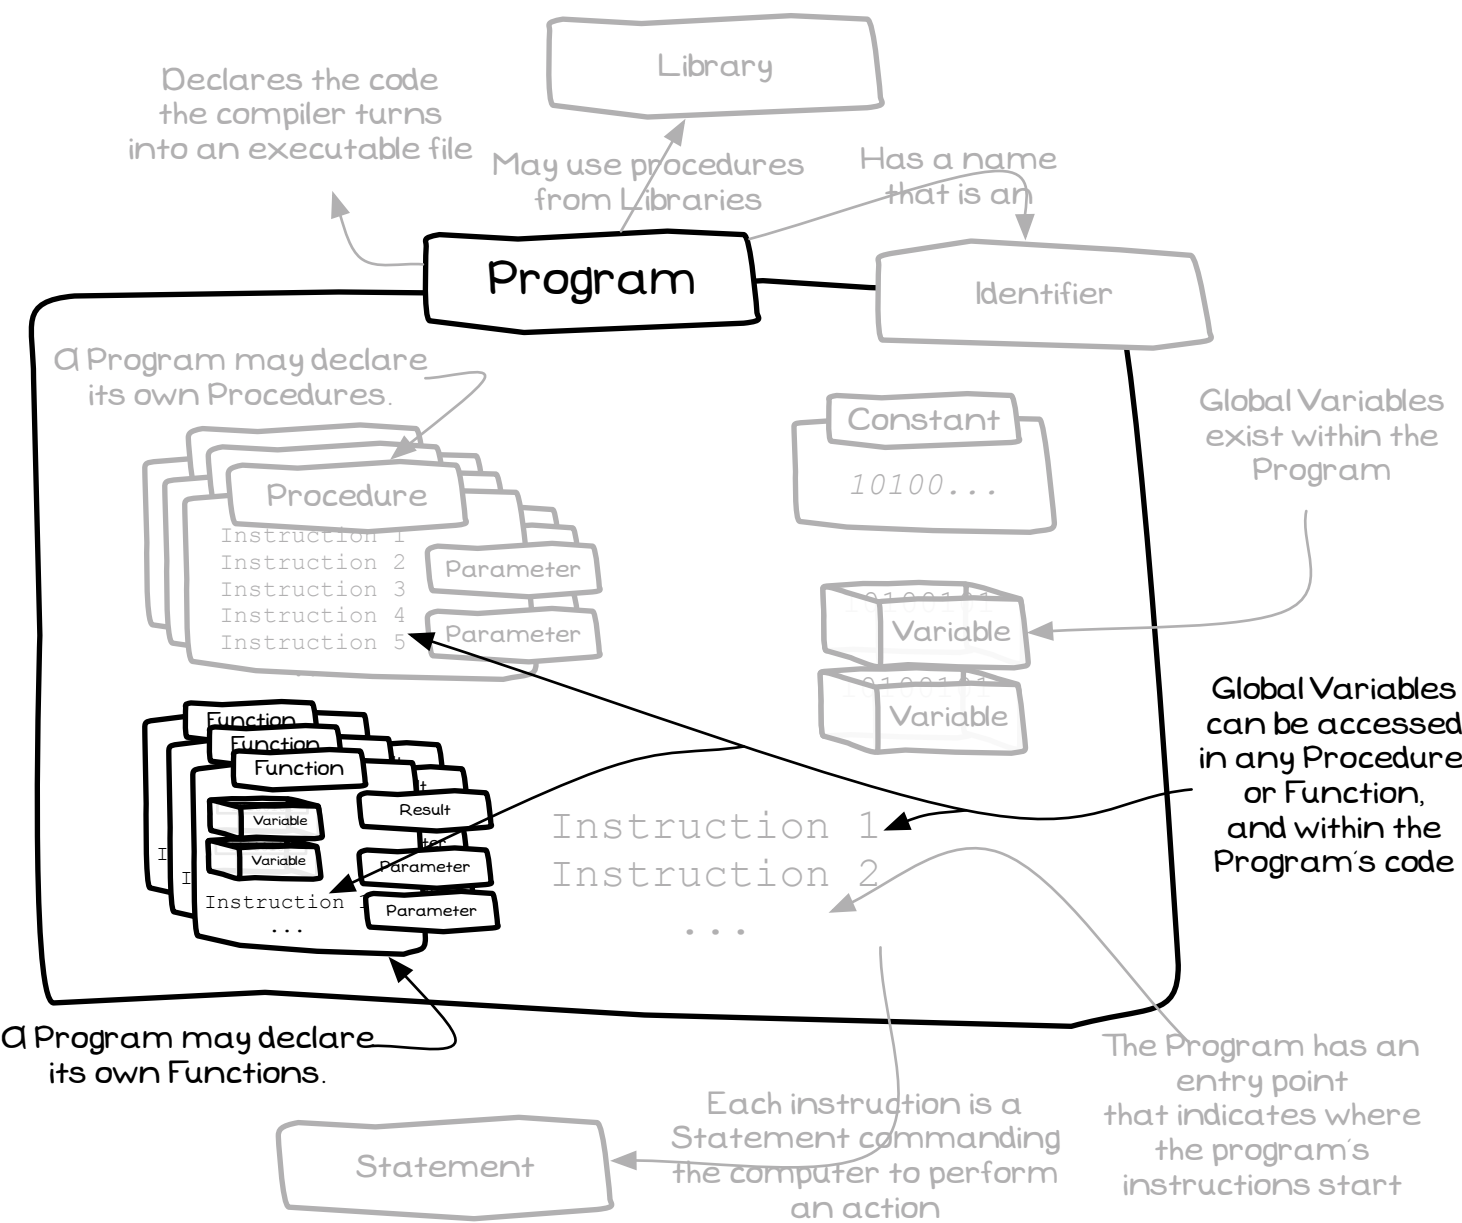 Library
Declares the code
the compiler turns
into an executable file
May use procedures
from Libraries
Has a name
that is an
Program
Identifier
A Program may declare
its own Procedures.
Global Variables
exist within the
Program
Constant
10100...
Procedure
Instruction 1
Instruction 2
Instruction 3
Instruction 4
Instruction 5
Parameter
Parameter
10100101
Variable
10100101
Variable
Function
Function
Function
Variable
Variable
Result
Parameter
Parameter
Instruction 1
...
Global Variables
can be accessed
in any Procedure
or Function,
and within the
Program's code
Instruction 1
Instruction 2
...
A Program may declare
its own Functions.
The Program has an
entry point
that indicates where
the program's
instructions start
Each instruction is a
Statement commanding
the computer to perform
an action
Statement